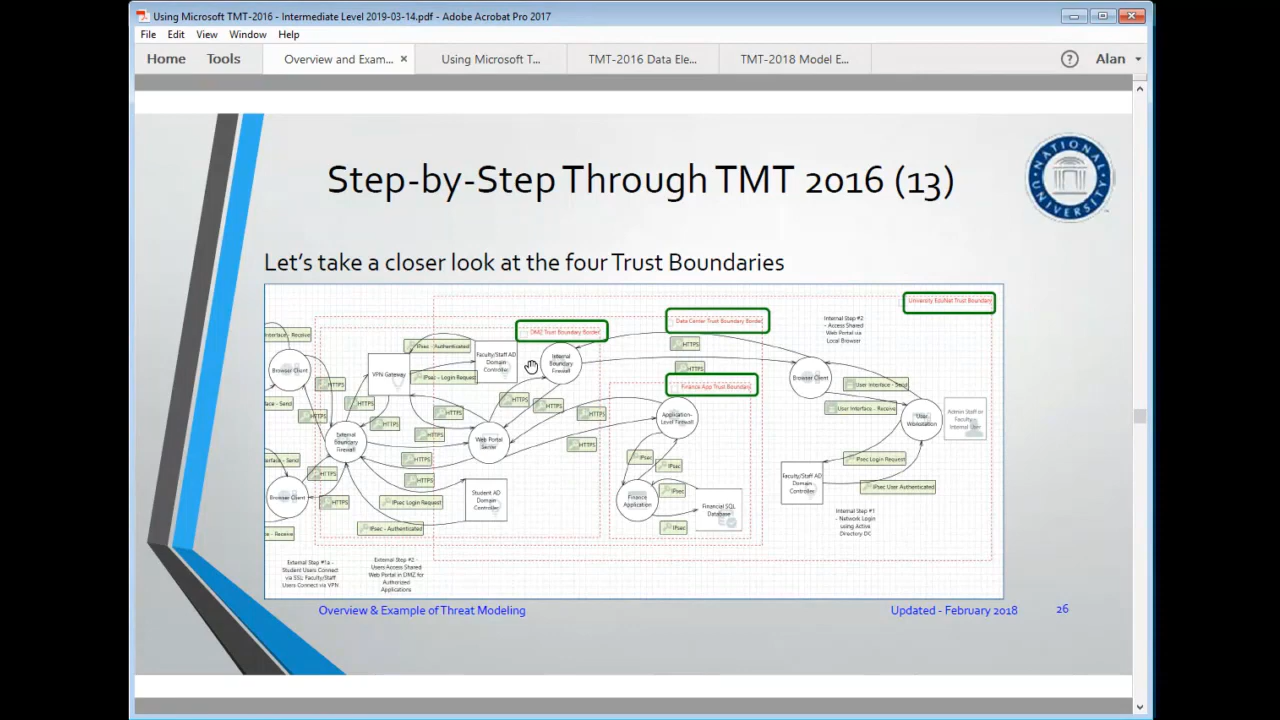 Using Microsoft TMT-2016 - Intermediate Level 2019-03-14.pdf - Adobe Acrobat Pro 2017
File Edit View Window Help
Home Tools Overview and Exam... × Using Microsoft T... TMT-2016 Data Ele... TMT-2018 Model E... ? Alan
Step-by-Step Through TMT 2016 (13)
NATIONAL UNIVERSITY
Let's take a closer look at the four Trust Boundaries
University EduNet Trust Boundary
Data Center Trust Boundary Border
DMZ Trust Boundary Border
Finance App Trust Boundary
Internal Step #2
- Access Shared
Web Portal via
Local Browser
Browser Client
HTTPS
VPN Gateway
IPsec - Authenticated
IPsec - Login Request
Faculty/Staff AD
Domain
Controller
Internal
Boundary
Firewall
HTTPS
HTTPS
Browser Client
User Interface - Send
User Interface - Receive
User
Workstation
Admin Staff or
Faculty
Internal User
HTTPS
HTTPS
HTTPS
HTTPS
HTTPS
HTTPS
HTTPS
HTTPS
Application-
Level Firewall
External
Boundary
Firewall
HTTPS
Web Portal
Server
HTTPS
IPsec
IPsec
IPsec Login Request
face - Send
HTTPS
HTTPS
HTTPS
Faculty/Staff AD
Domain
Controller
IPsec User Authenticated
Browser Client
HTTPS
IPsec Login Request
Student AD
Domain
Controller
Finance
Application
IPsec
Financial SQL
Database
IPsec
IPsec - Authenticated
Internal Step #1
- Network Login
using Active
Directory DC
External Step #1a -
Student Users Connect
via SSL Faculty/Staff
Users Connect via VPN
External Step #2 -
Users Access Shared
Web Portal in DMZ for
Authorized
Applications
Overview & Example of Threat Modeling
Updated - February 2018
26